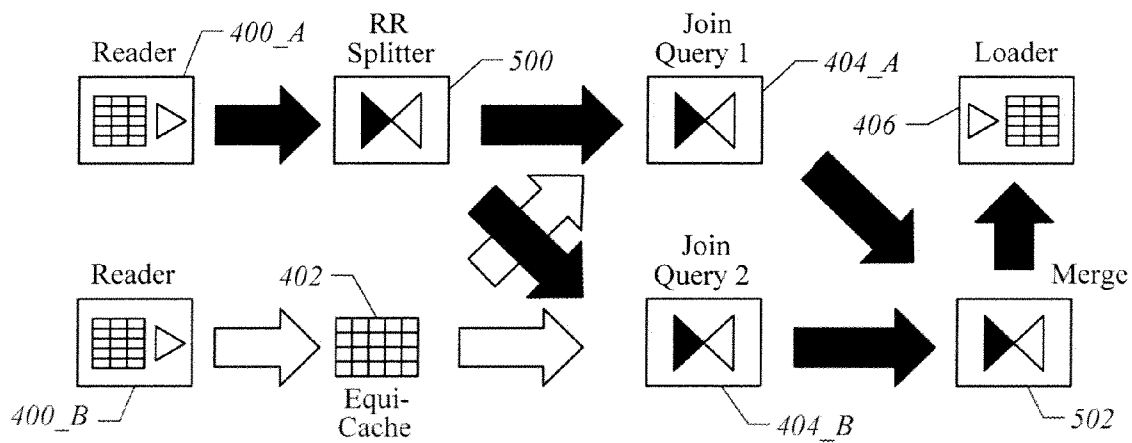 Reader
400_A
RR
Splitter
500
Join
Query 1
404_A
Loader
406
Reader
400_B
402
Equi-
Cache
Join
Query 2
404_B
Merge
502